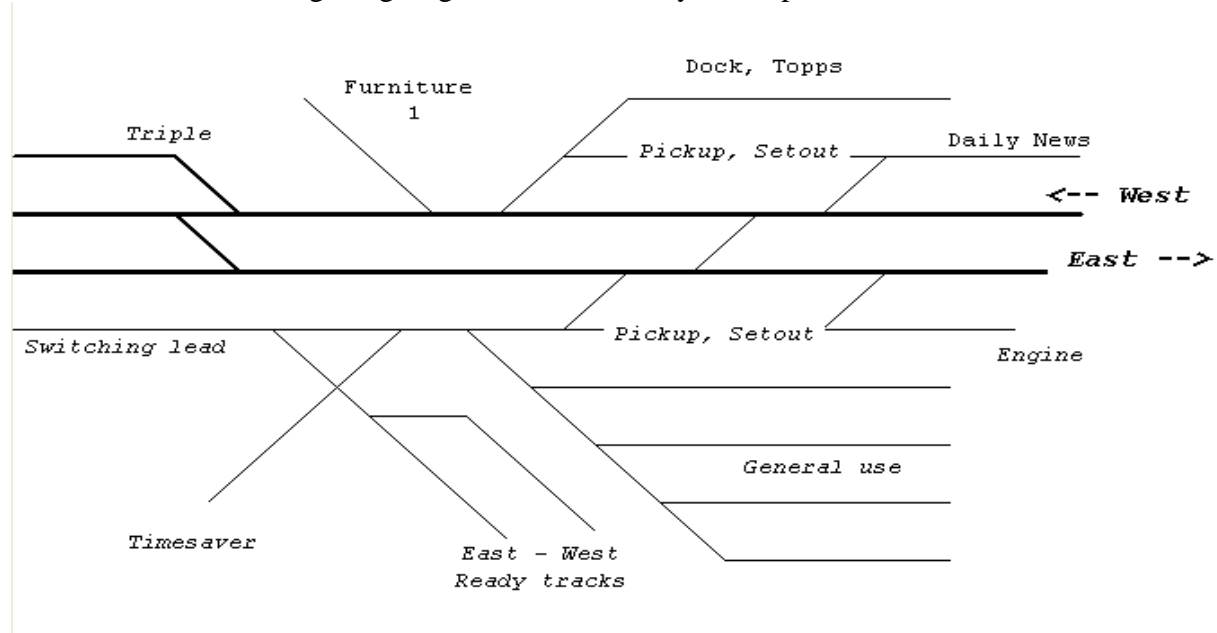 Dock, Topps
Furniture
1
Triple
Pickup, Setout
Daily News
<-- West
East -->
Switching lead
Pickup, Setout
Engine
General use
Timesaver
East - West
Ready tracks